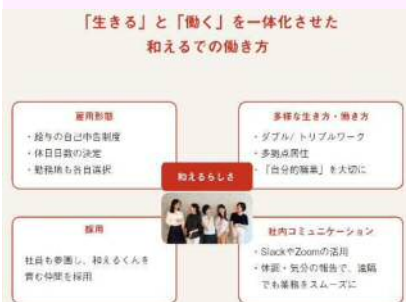 「生きる」と「働く」を一体化させた
和えるでの働き方
雇用形態
・給与の自己申告制度
・休日日数の決定
・勤務地も各自選択
多様な生き方・働き方
・ダブル/ トリプルワーク
・多拠点居住
・「自分的職業」を大切に
和えるらしさ
採用
社員も参画し、和えるくんを
育む仲間を採用
社内コミュニケーション
・SlackやZoomの活用
・体調・気分の報告で、遠隔
でも業務をスムーズに